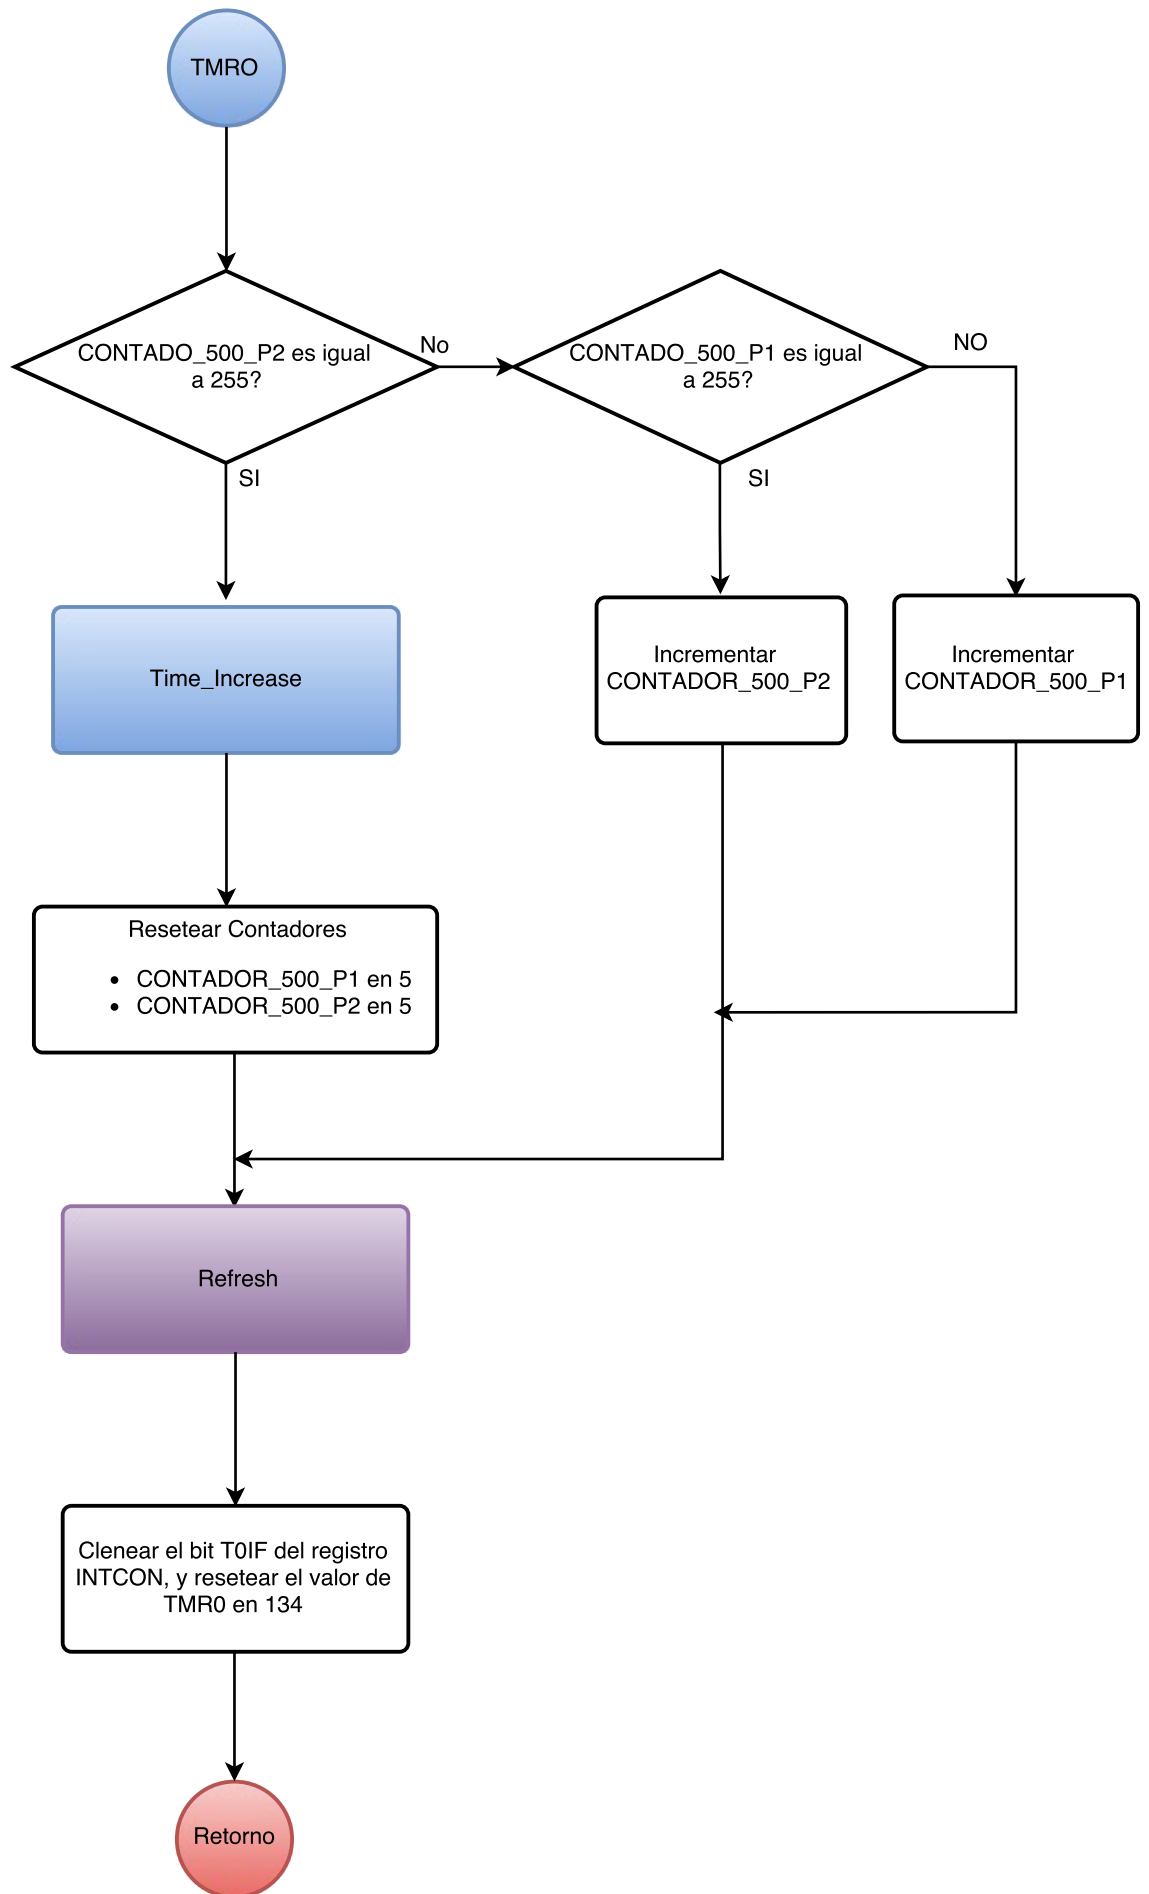 TMRO
CONTADO_500_P2 es igual
a 255?
No
CONTADO_500_P1 es igual
a 255?
NO
SI
SI
Time_Increase
Incrementar
CONTADOR_500_P2
Incrementar
CONTADOR_500_P1
Resetear Contadores
• CONTADOR_500_P1 en 5
• CONTADOR_500_P2 en 5
Refresh
Clenear el bit T0IF del registro
INTCON, y resetear el valor de
TMR0 en 134
Retorno